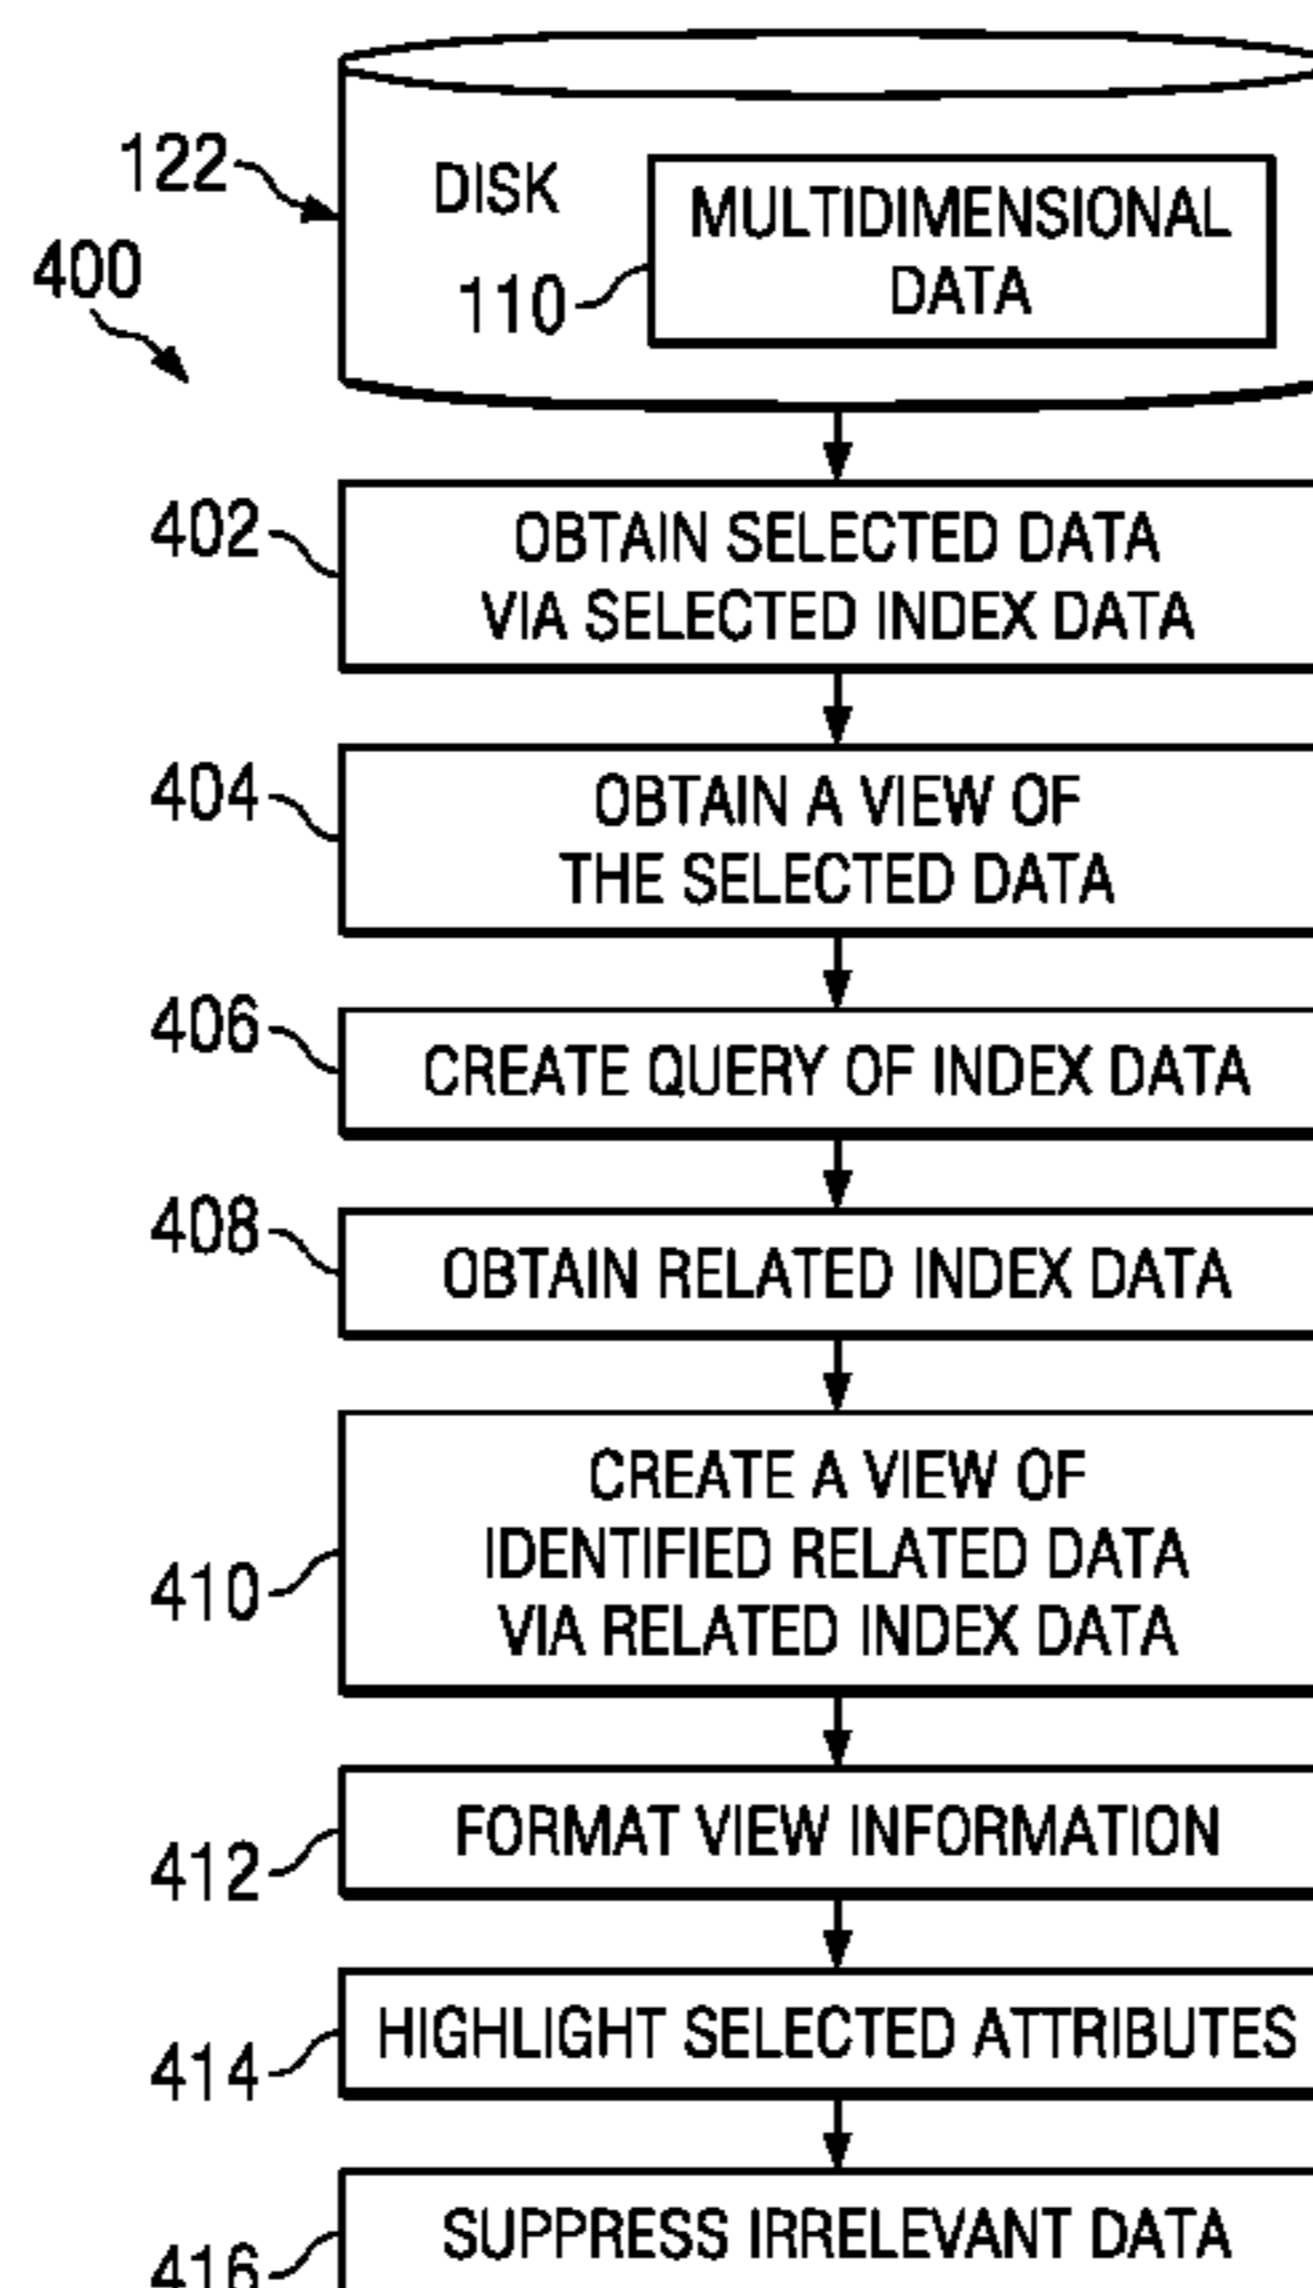 122
DISK
MULTIDIMENSIONAL
DATA
400
110
402
OBTAIN SELECTED DATA
VIA SELECTED INDEX DATA
404
OBTAIN A VIEW OF
THE SELECTED DATA
406
CREATE QUERY OF INDEX DATA
408
OBTAIN RELATED INDEX DATA
410
CREATE A VIEW OF
IDENTIFIED RELATED DATA
VIA RELATED INDEX DATA
412
FORMAT VIEW INFORMATION
414
HIGHLIGHT SELECTED ATTRIBUTES
416
SUPPRESS IRRELEVANT DATA